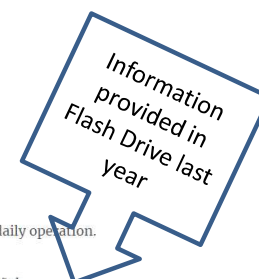 Information
provided in
Flash Drive last
year
daily operation.